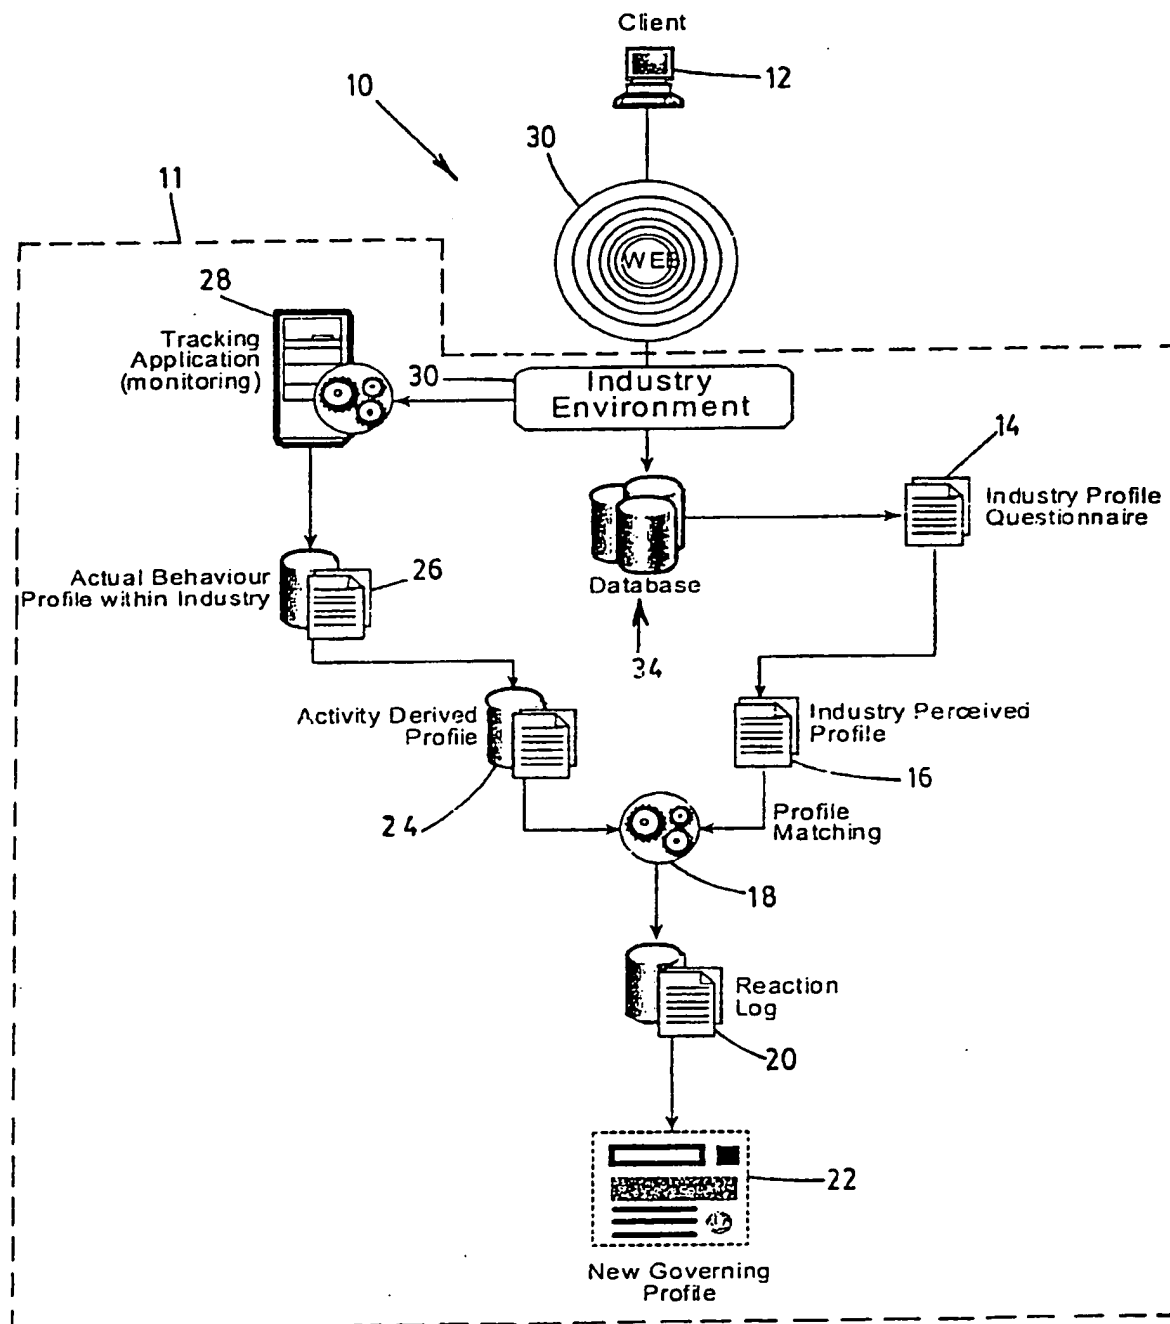 Client
12
10
30
11
WEB
28
Tracking
Application
(monitoring)
30
Industry
Environment
14
Industry Profile
Questionnaire
Actual Behaviour
Profile within Industry
26
Database
34
Activity Derived
Profile
Industry Perceived
Profile
24
16
Profile
Matching
18
Reaction
Log
20
22
New Governing
Profile